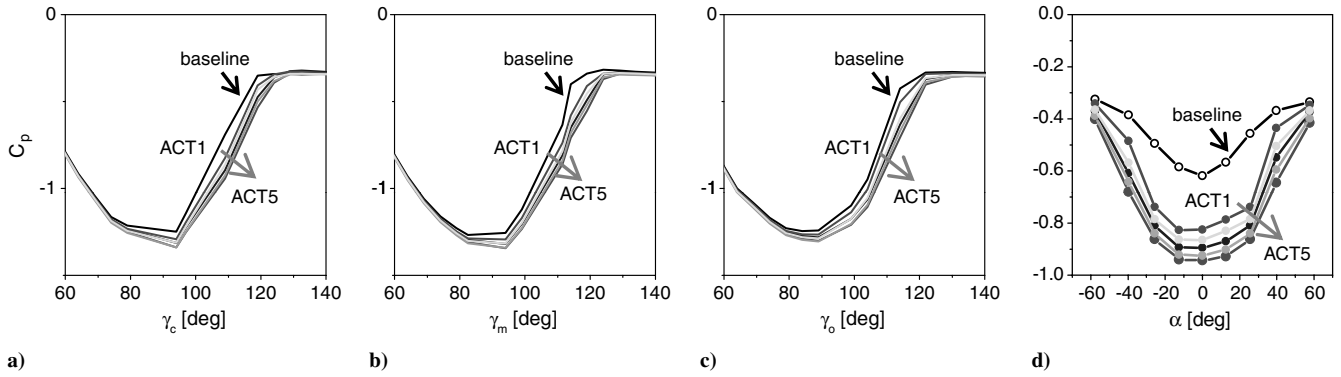 0
-1
C_p
baseline
ACT1
ACT5
60 80 100 120 140
γ_c [deg]
a)
0
-1
baseline
ACT1
ACT5
60 80 100 120 140
γ_m [deg]
b)
0
-1
baseline
ACT1
ACT5
60 80 100 120 140
γ_o [deg]
c)
0.0
-0.2
-0.4
-0.6
-0.8
-1.0
baseline
ACT1
ACT5
-60 -40 -20 0 20 40 60
α [deg]
d)